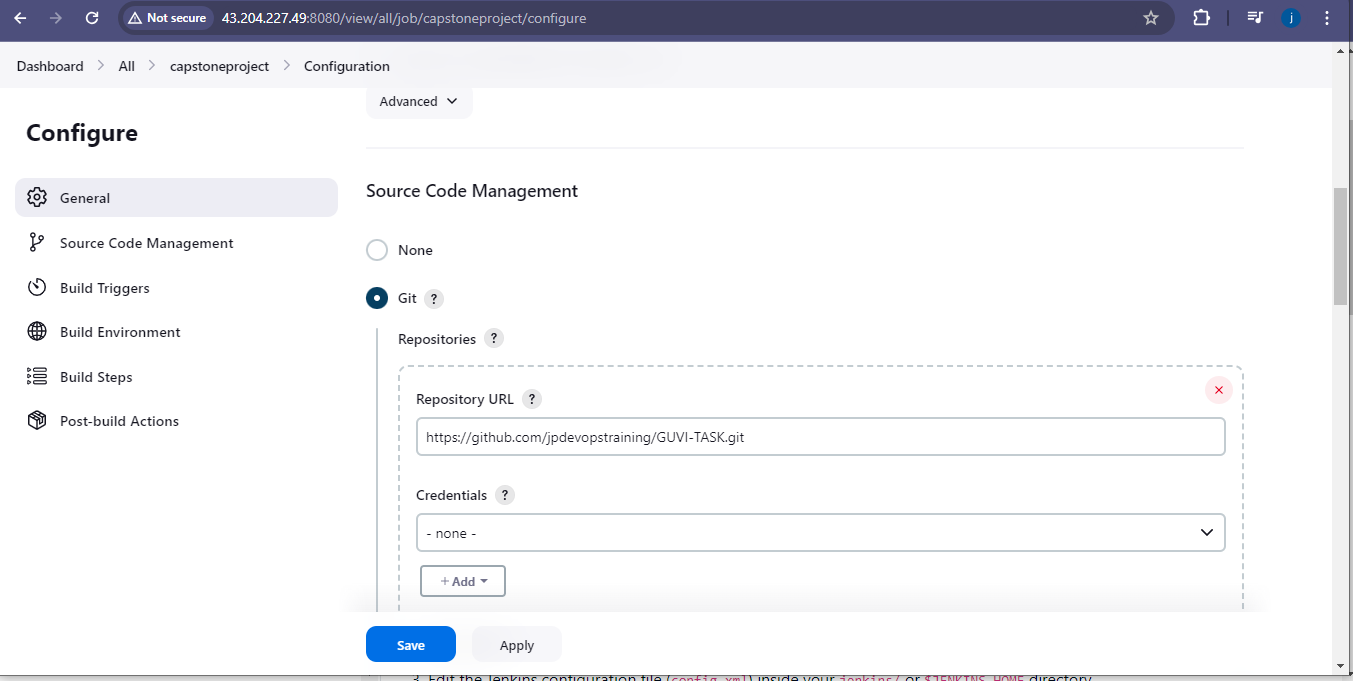 Not secure 43.204.227.49:8080/view/all/job/capstoneproject/configure j
Dashboard All capstoneproject Configuration
Advanced
Configure
General
Source Code Management
Build Triggers
Build Environment
Build Steps
Post-build Actions
Source Code Management
None
Git ?
Repositories ?
Repository URL ?
https://github.com/jpdevopstraining/GUVI-TASK.git
Credentials ?
- none -
+ Add
Save Apply
3. Edit the Jenkins configuration file (config.xml) inside your jenkins/ or $JENKINS_HOME directory